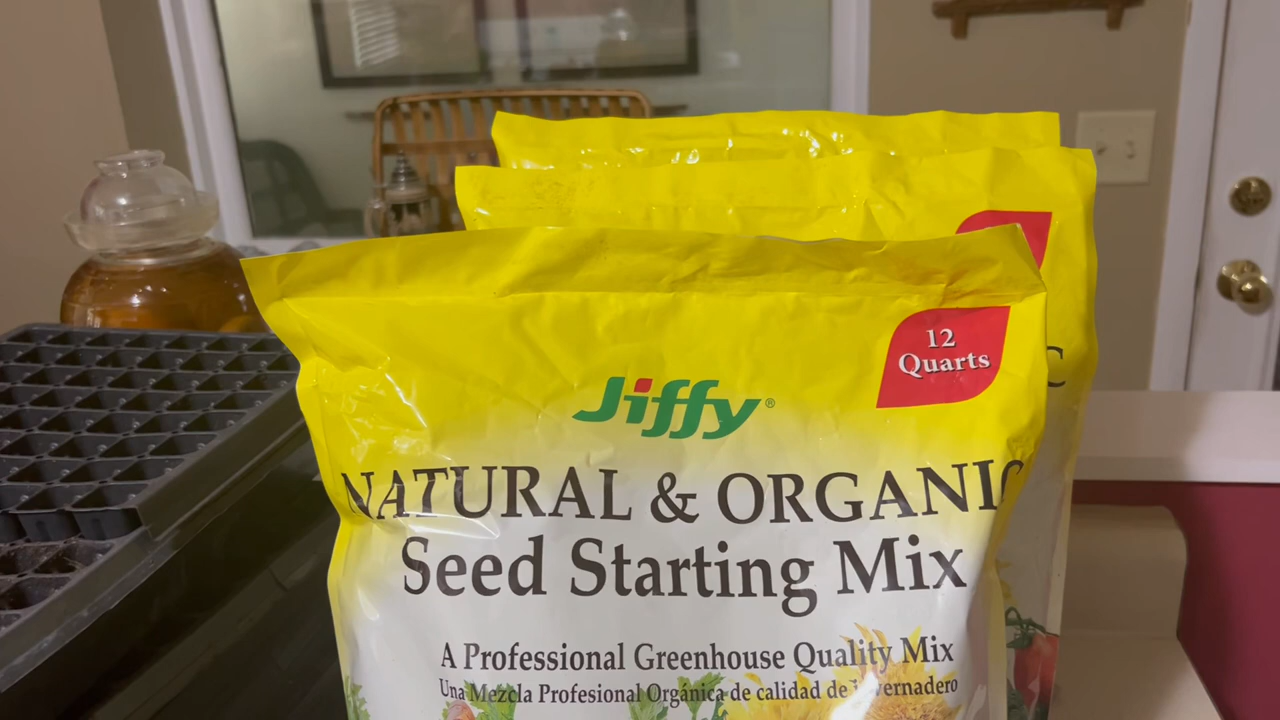 12
Quarts
Jiffy®
NATURAL & ORGANIC
Seed Starting Mix
A Professional Greenhouse Quality Mix
Una Mezcla Profesional Orgánica de calidad de
C